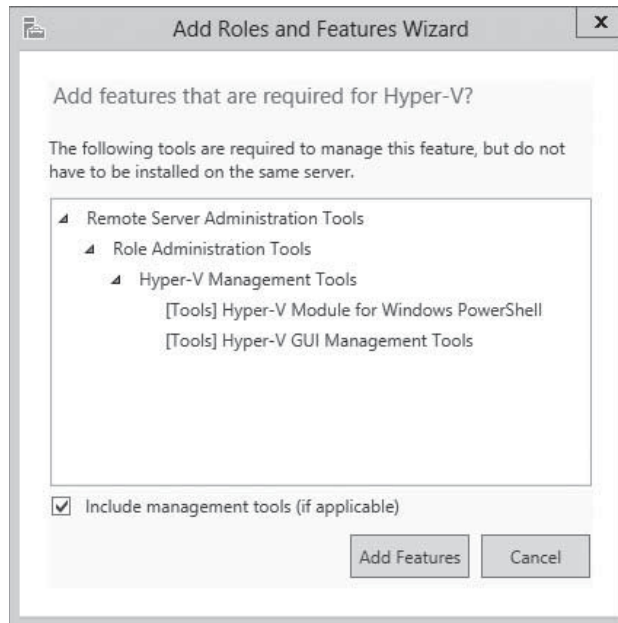 Add Roles and Features Wizard
x
Add features that are required for Hyper-V?
The following tools are required to manage this feature, but do not
have to be installed on the same server.
Remote Server Administration Tools
Role Administration Tools
Hyper-V Management Tools
[Tools] Hyper-V Module for Windows PowerShell
[Tools] Hyper-V GUI Management Tools
Include management tools (if applicable)
Add Features
Cancel